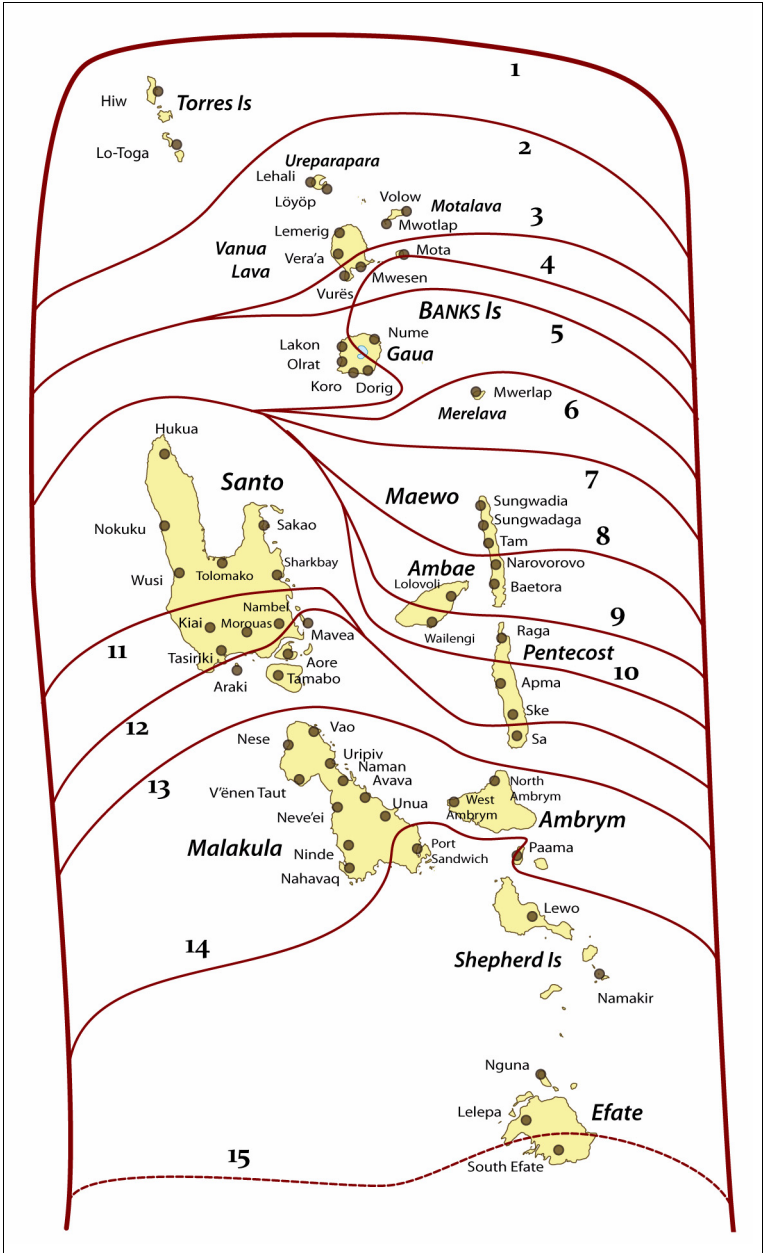 1
Hiw
Torres Is
Lo-Toga
2
Ureparapara
Lehali
Löyöp
Volow
Motalava
Mwotlap
3
Lemerig
Vanua
Lava
Vera’a
Mota
4
Mwesen
Vurës
BANKS Is
5
Nume
Lakon
Gaua
Olrat
Koro
Dorig
Mwerlap
Merelava
6
Hukua
7
Santo
Maewo
Sungwadia
Sungwadaga
Nokuku
Sakao
8
Tam
Sharkbay
Ambae
Narovorovo
Wusi
Tolomako
Lolovoli
Baetora
9
Nambel
Kiai
Morouas
Mavea
Wailengi
Raga
11
Pentecost
Tasiriki
Aore
10
Araki
Tamabo
Apma
12
Ske
Vao
Sa
Nese
Uripiv
Naman
13
V’ënen Taut
Avava
North
Ambrym
West
Ambrym
Unua
Neve’ei
Ambrym
Malakula
Ninde
Port
Sandwich
Paama
Nahavaq
Lewo
14
Shepherd Is
Namakir
Nguna
Lelepa
Efate
15
South Efate